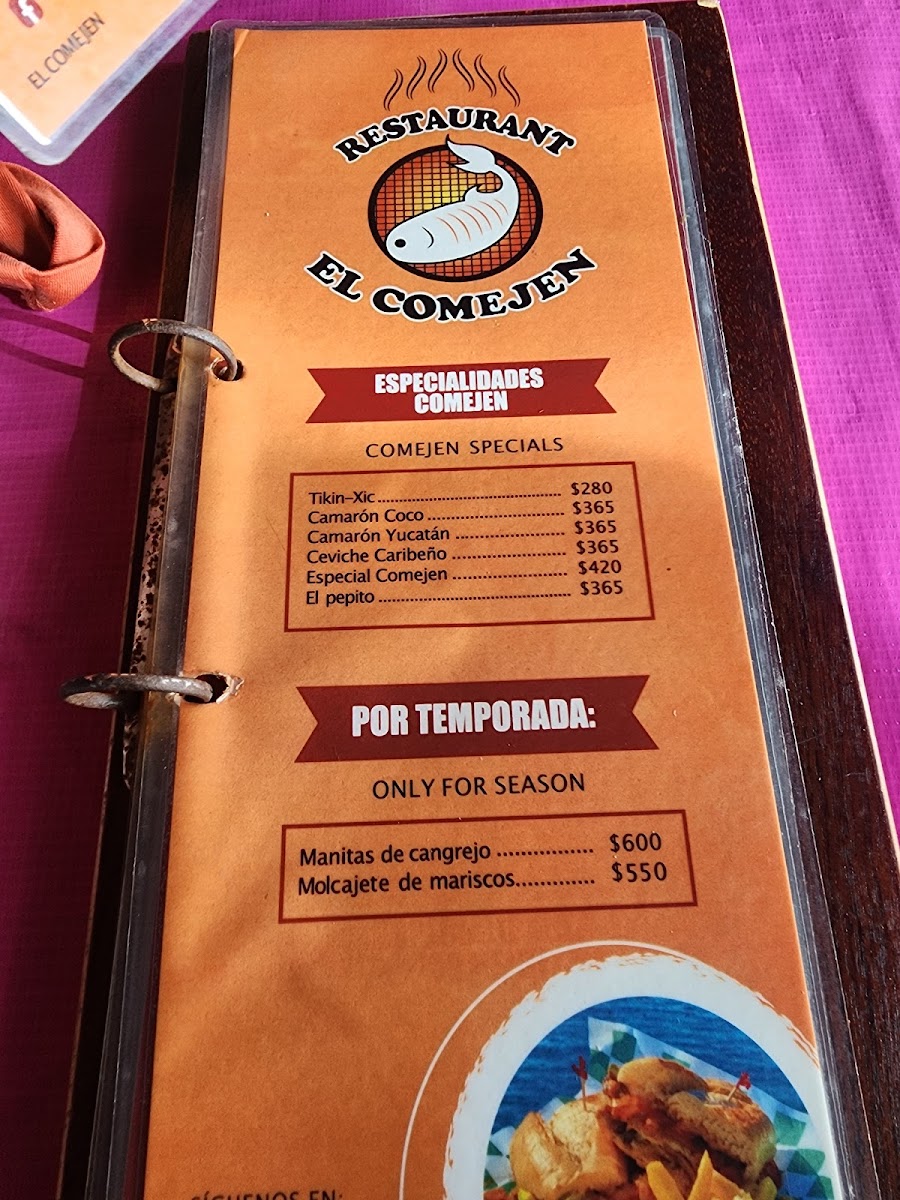 EL COMEJEN
RESTAURANT
EL COMEJEN
ESPECIALIDADES
COMEJEN
COMEJEN SPECIALS
Tikin-Xic ........ $280
Camarón Coco ........ $365
Camarón Yucatán ........ $365
Ceviche Caribeño ........ $365
Especial Comejen ........ $420
El pepito ........ $365
POR TEMPORADA:
ONLY FOR SEASON
Manitas de cangrejo ........ $600
Molcajete de mariscos ........ $550
SÍGUENOS EN: